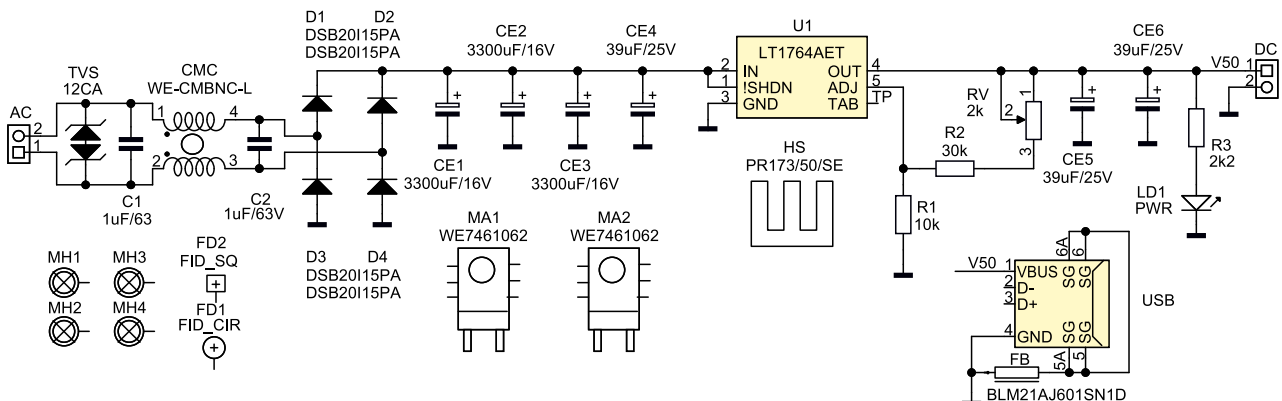 AC
2
1
TVS
12CA
C1
1uF/63
CMC
WE-CMBNC-L
1
4
2
3
C2
1uF/63V
D1
D2
DSB20I15PA
DSB20I15PA
D3
D4
DSB20I15PA
DSB20I15PA
CE2
3300uF/16V
CE4
39uF/25V
+
+
+
+
CE1
3300uF/16V
CE3
3300uF/16V
U1
LT1764AET
2
IN
1
!SHDN
3
GND
OUT
4
ADJ
5
TAB
TP
HS
PR173/50/SE
RV
2k
1
2
3
R2
30k
R1
10k
CE6
39uF/25V
+
+
CE5
39uF/25V
V50
DC
1
2
R3
2k2
LD1
PWR
MH1
MH3
MH2
MH4
FD2
FID_SQ
+
FD1
FID_CIR
+
MA1
WE7461062
MA2
WE7461062
V50
1
VBUS
2
D-
3
D+
4
GND
6A
6
SG
SG
SG
SG
5A
5
USB
FB
BLM21AJ601SN1D